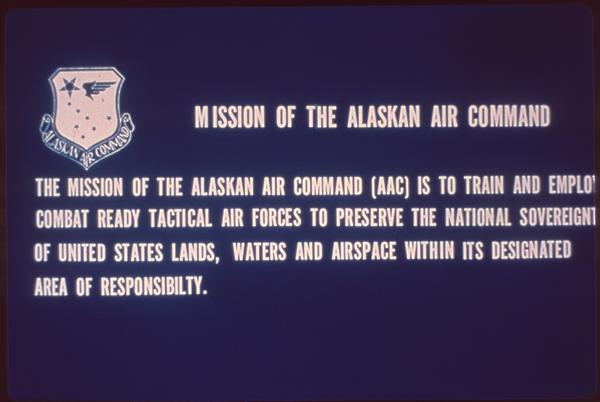 ALASKAN AIR COMMAND
MISSION OF THE ALASKAN AIR COMMAND
THE MISSION OF THE ALASKAN AIR COMMAND (AAC) IS TO TRAIN AND EMPLOY
COMBAT READY TACTICAL AIR FORCES TO PRESERVE THE NATIONAL SOVEREIGNT
OF UNITED STATES LANDS, WATERS AND AIRSPACE WITHIN ITS DESIGNATED
AREA OF RESPONSIBILTY.